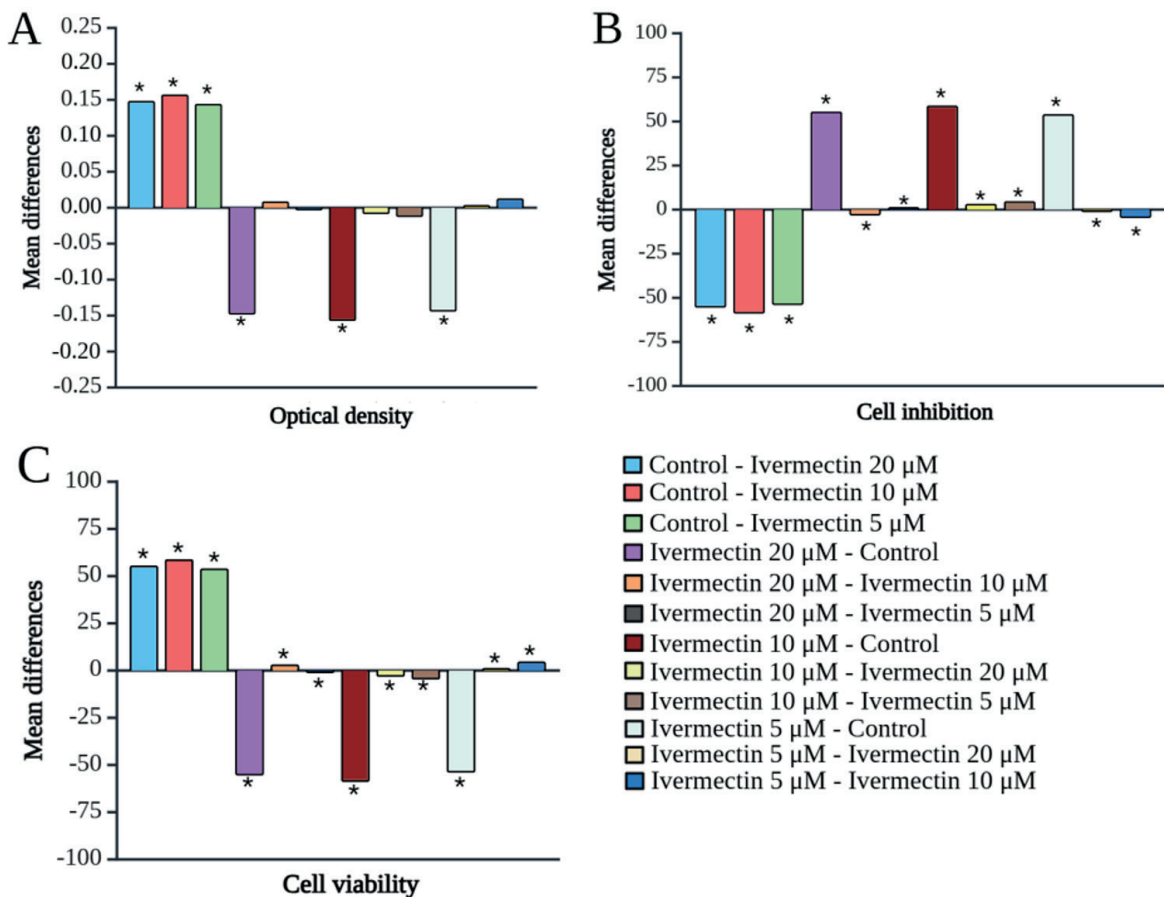 A
0.25
0.20
0.15
0.10
0.05
0.00
-0.05
-0.10
-0.15
-0.20
-0.25
Mean differences
* * *
* * *
Optical density
B
100
75
50
25
0
-25
-50
-75
-100
Mean differences
* * * * * * * * * * * *
Cell inhibition
C
100
75
50
25
0
-25
-50
-75
-100
Mean differences
* * * * * * * * * * * *
Cell viability
Control - Ivermectin 20 μM
Control - Ivermectin 10 μM
Control - Ivermectin 5 μM
Ivermectin 20 μM - Control
Ivermectin 20 μM - Ivermectin 10 μM
Ivermectin 20 μM - Ivermectin 5 μM
Ivermectin 10 μM - Control
Ivermectin 10 μM - Ivermectin 20 μM
Ivermectin 10 μM - Ivermectin 5 μM
Ivermectin 5 μM - Control
Ivermectin 5 μM - Ivermectin 20 μM
Ivermectin 5 μM - Ivermectin 10 μM